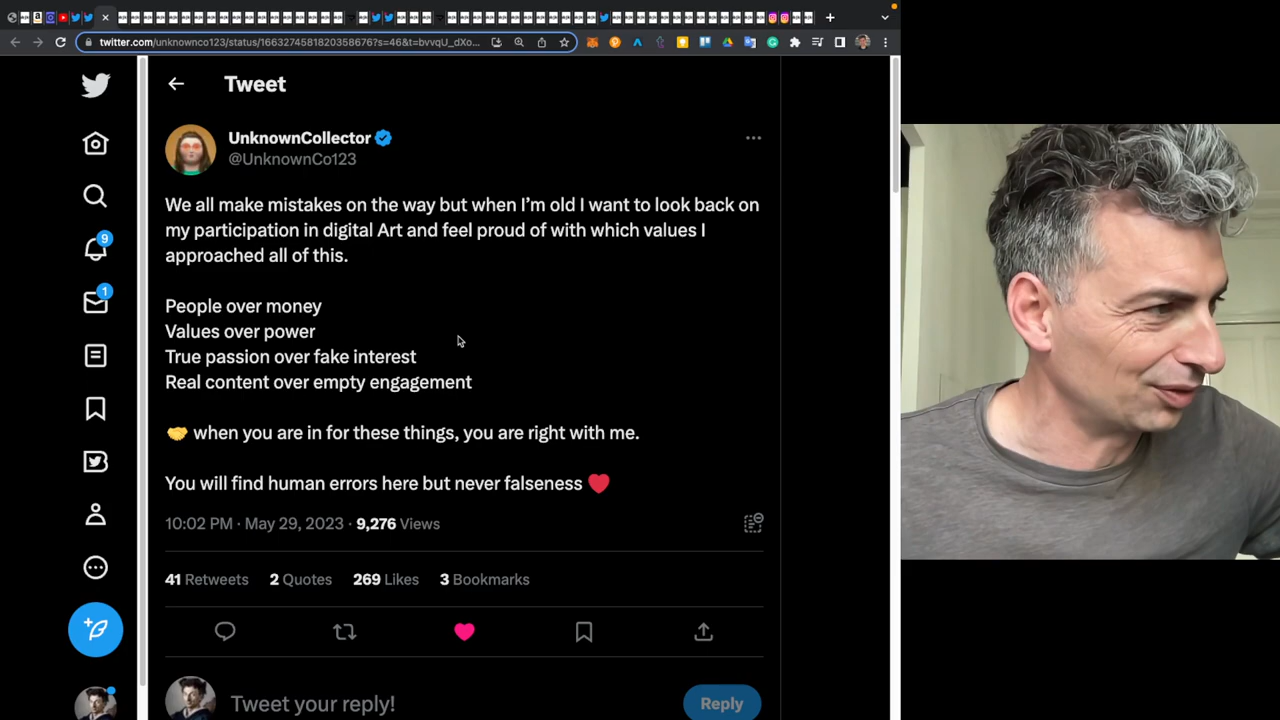 twitter.com/unknownco123/status/1663274581820358676?s=46&t=bvvqU_dXo...
Tweet
UnknownCollector
@UnknownCo123
We all make mistakes on the way but when I'm old I want to look back on
my participation in digital Art and feel proud of with which values I
approached all of this.
People over money
Values over power
True passion over fake interest
Real content over empty engagement
🤝 when you are in for these things, you are right with me.
You will find human errors here but never falseness ❤️
10:02 PM · May 29, 2023 · 9,276 Views
41 Retweets 2 Quotes 269 Likes 3 Bookmarks
Tweet your reply!
Reply
9
1